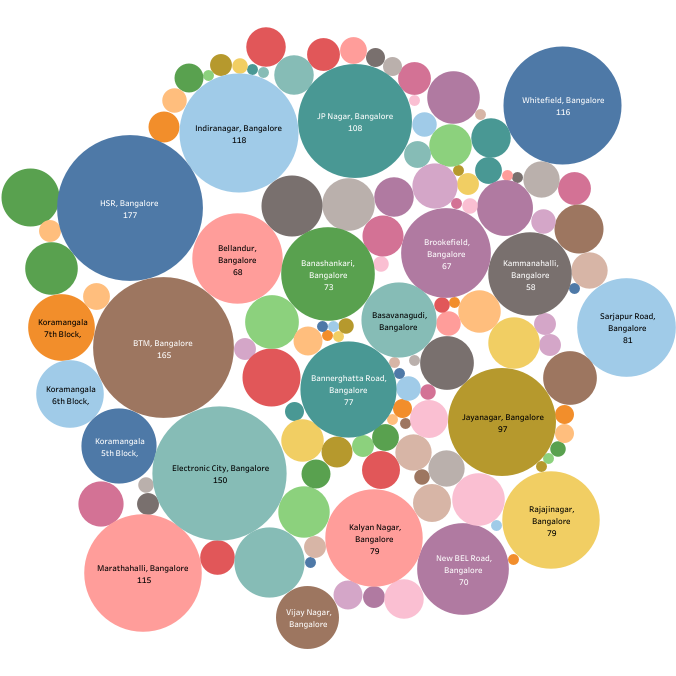 Whitefield, Bangalore
116
JP Nagar, Bangalore
108
Indiranagar, Bangalore
118
HSR, Bangalore
177
Bellandur,
Bangalore
68
Banashankari,
Bangalore
73
Brookefield,
Bangalore
67
Kammanahalli,
Bangalore
58
Sarjapur Road,
Bangalore
81
Koramangala
7th Block,
BTM, Bangalore
165
Basavanagudi,
Bangalore
Koramangala
6th Block,
Bannerghatta Road,
Bangalore
77
Jayanagar, Bangalore
97
Koramangala
5th Block,
Electronic City, Bangalore
150
Rajajinagar,
Bangalore
79
Kalyan Nagar,
Bangalore
79
New BEL Road,
Bangalore
70
Marathahalli, Bangalore
115
Vijay Nagar,
Bangalore